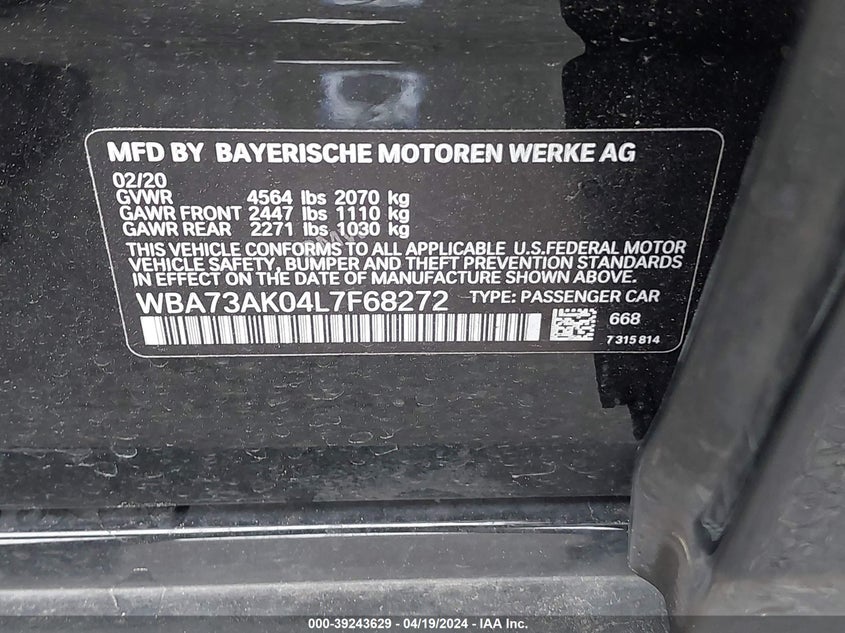 MFD BY BAYERISCHE MOTOREN WERKE AG
02/20
GVWR 4564 lbs 2070 kg
GAWR FRONT 2447 lbs 1110 kg
GAWR REAR 2271 lbs 1030 kg
THIS VEHICLE CONFORMS TO ALL APPLICABLE U.S.FEDERAL MOTOR
VEHICLE SAFETY, BUMPER AND THEFT PREVENTION STANDARDS
IN EFFECT ON THE DATE OF MANUFACTURE SHOWN ABOVE.
WBA73AK04L7F68272 TYPE: PASSENGER CAR
668
7 315 814
000-39243629 - 04/19/2024 - IAA Inc.